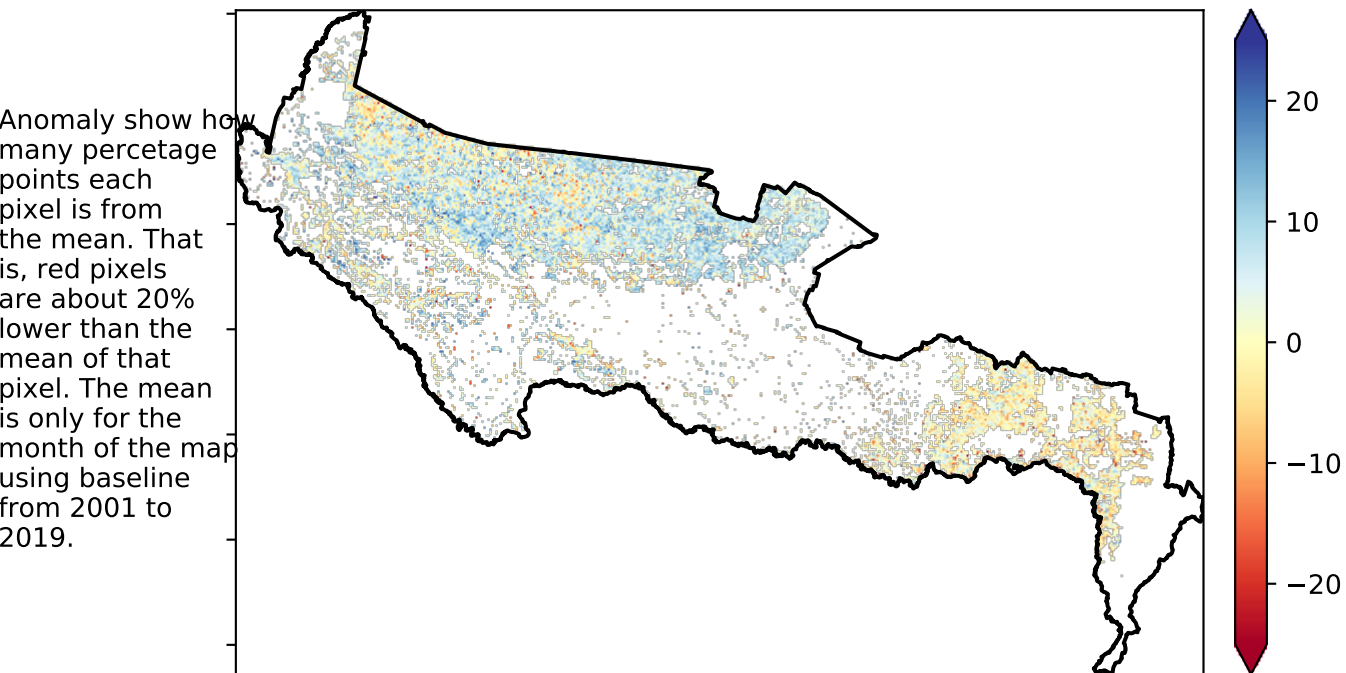 Anomaly show how
many percetage
points each
pixel is from
the mean. That
is, red pixels
are about 20%
lower than the
mean of that
pixel. The mean
is only for the
month of the map
using baseline
from 2001 to
2019.
20
10
0
−10
−20